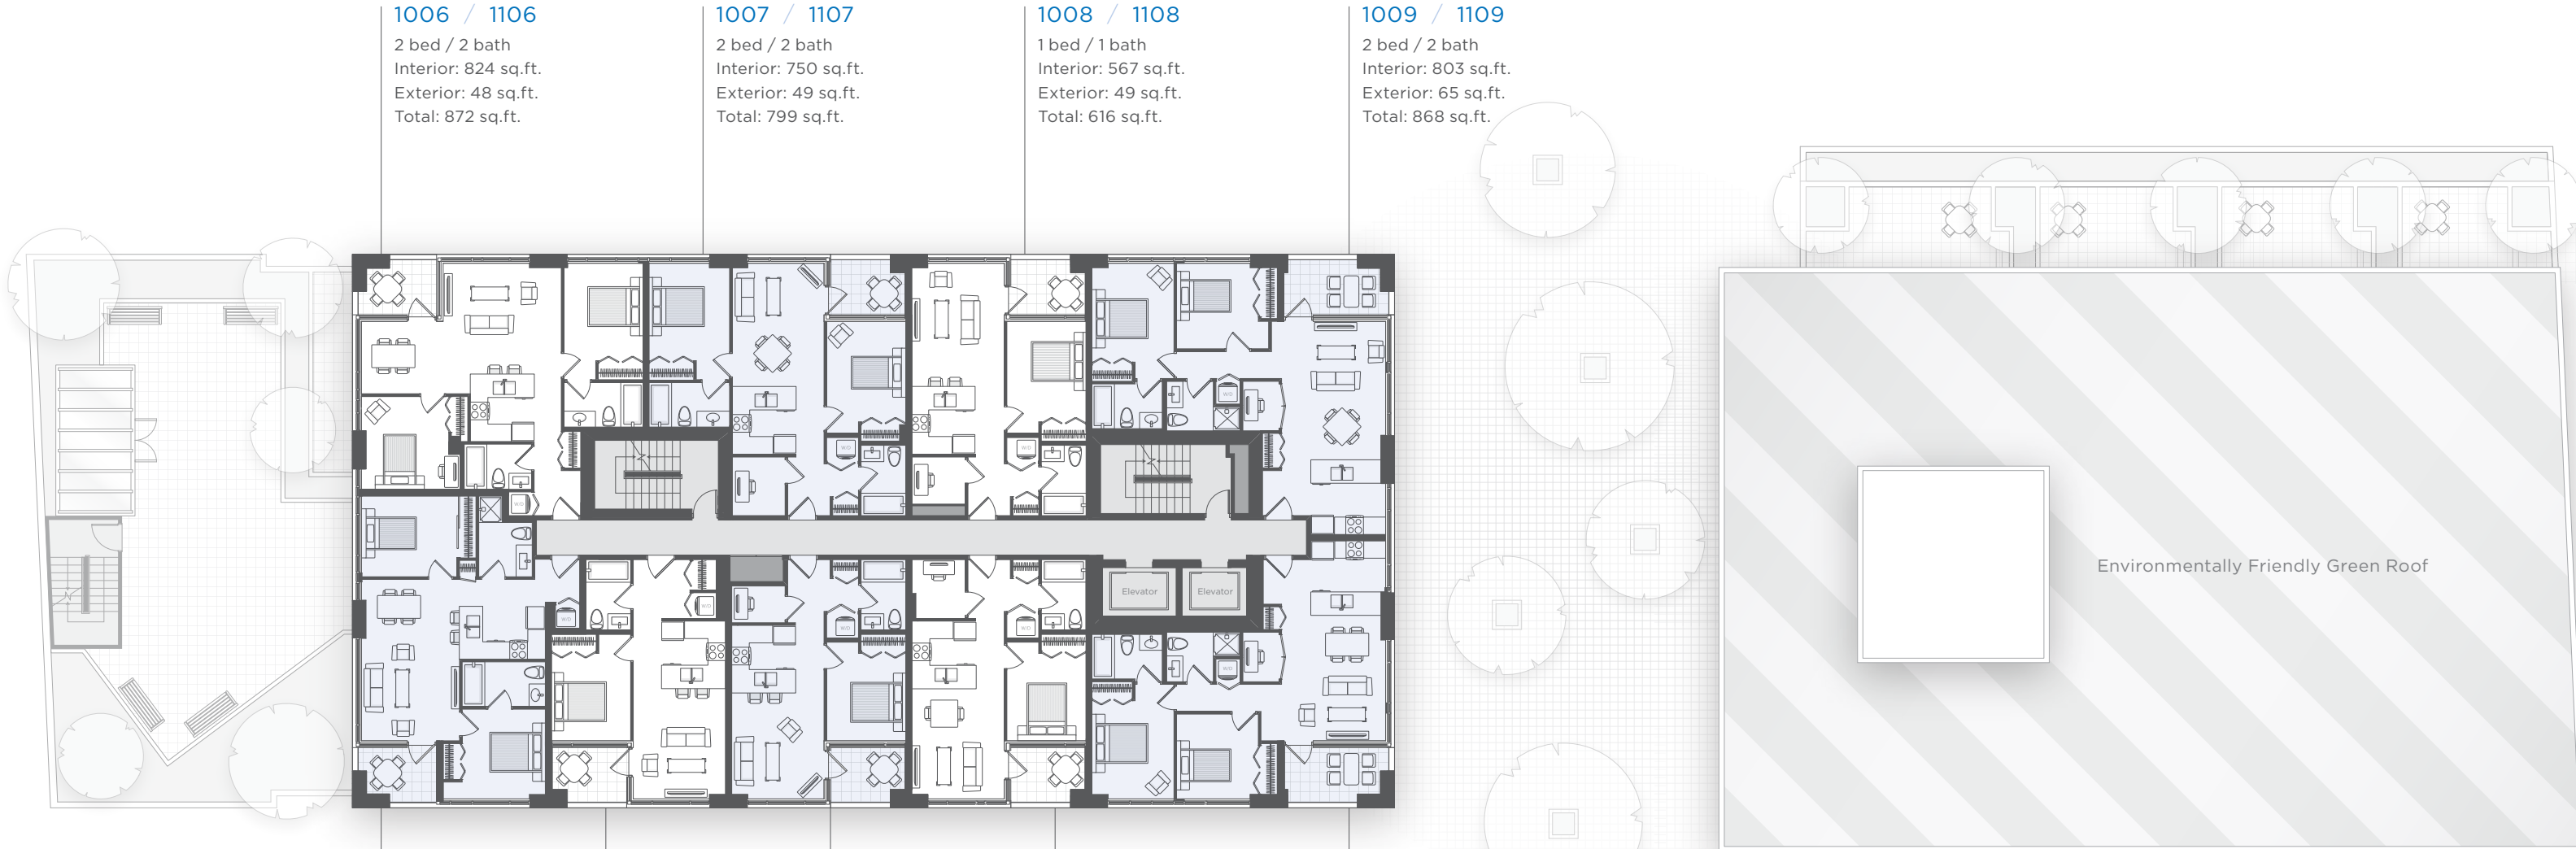 1006 / 1106
2 bed / 2 bath
Interior: 824 sq.ft.
Exterior: 48 sq.ft.
Total: 872 sq.ft.
1007 / 1107
2 bed / 2 bath
Interior: 750 sq.ft.
Exterior: 49 sq.ft.
Total: 799 sq.ft.
1008 / 1108
1 bed / 1 bath
Interior: 567 sq.ft.
Exterior: 49 sq.ft.
Total: 616 sq.ft.
1009 / 1109
2 bed / 2 bath
Interior: 803 sq.ft.
Exterior: 65 sq.ft.
Total: 868 sq.ft.
W/D
W/D
W/D
W/D
W/D
W/D
W/D
W/D
W/D
Elevator
Elevator
Environmentally Friendly Green Roof